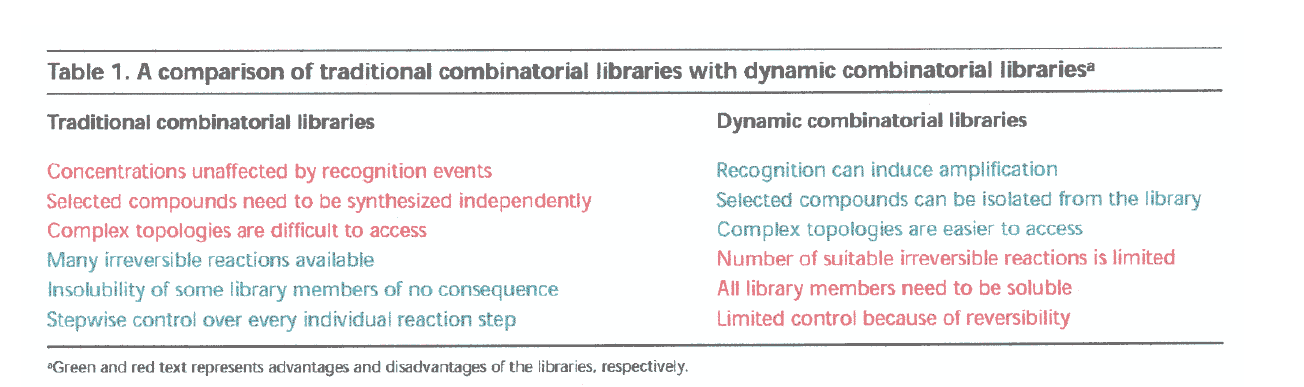 Table 1. A comparison of traditional combinatorial libraries with dynamic combinatorial librariesᵃ
Traditional combinatorial libraries Dynamic combinatorial libraries
Concentrations unaffected by recognition events Recognition can induce amplification
Selected compounds need to be synthesized independently Selected compounds can be isolated from the library
Complex topologies are difficult to access Complex topologies are easier to access
Many irreversible reactions available Number of suitable irreversible reactions is limited
Insolubility of some library members of no consequence All library members need to be soluble
Stepwise control over every individual reaction step Limited control because of reversibility
ᵃGreen and red text represents advantages and disadvantages of the libraries, respectively.